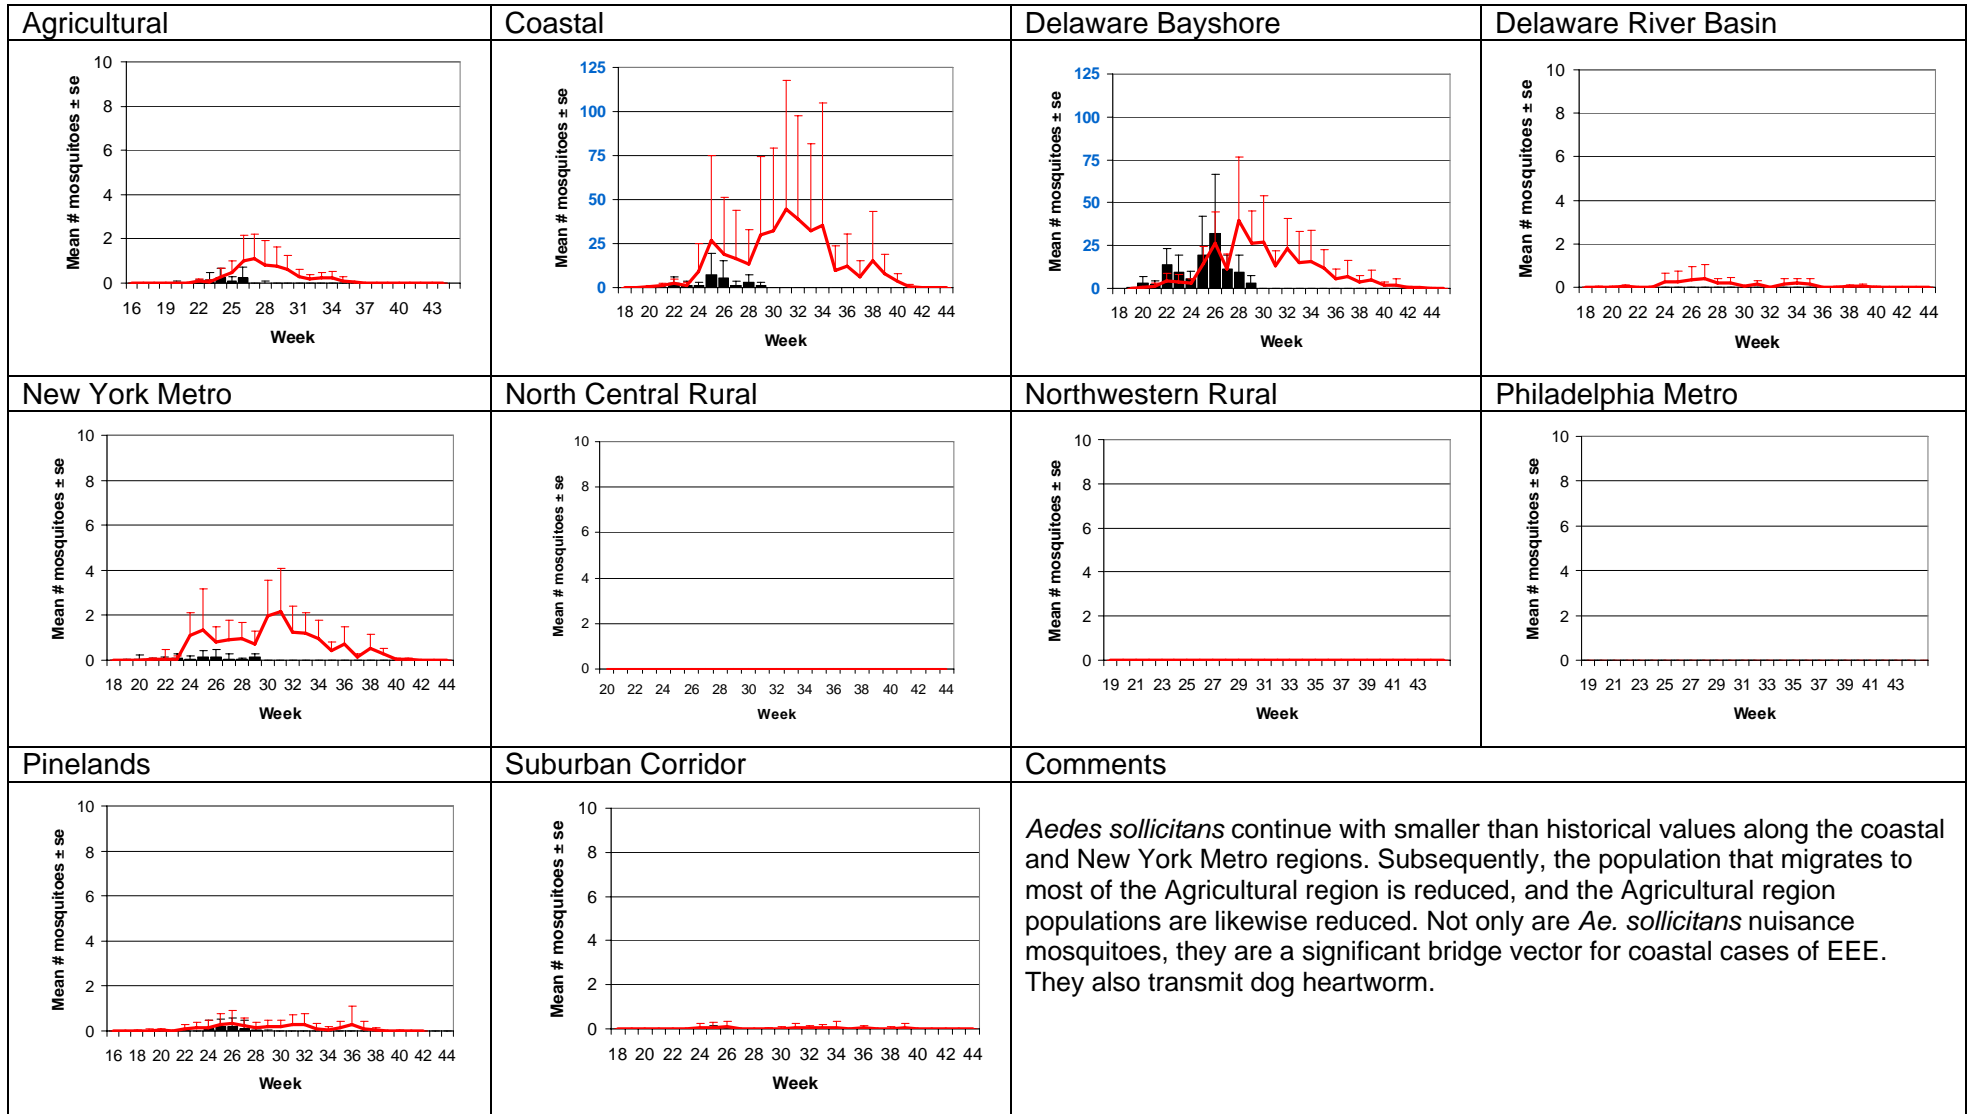 Agricultural
Coastal
Delaware Bayshore
Delaware River Basin
Mean # mosquitoes ± se
10
8
6
4
2
0
16 19 22 25 28 31 34 37 40 43
Week
Mean # mosquitoes ± se
125
100
75
50
25
0
18 20 22 24 26 28 30 32 34 36 38 40 42 44
Week
Mean # mosquitoes ± se
125
100
75
50
25
0
18 20 22 24 26 28 30 32 34 36 38 40 42 44
Week
Mean # mosquitoes ± se
10
8
6
4
2
0
18 20 22 24 26 28 30 32 34 36 38 40 42 44
Week
New York Metro
North Central Rural
Northwestern Rural
Philadelphia Metro
Mean # mosquitoes ± se
10
8
6
4
2
0
18 20 22 24 26 28 30 32 34 36 38 40 42 44
Week
Mean # mosquitoes ± se
10
8
6
4
2
0
20 22 24 26 28 30 32 34 36 38 40 42 44
Week
Mean # mosquitoes ± se
10
8
6
4
2
0
19 21 23 25 27 29 31 33 35 37 39 41 43
Week
Mean # mosquitoes ± se
10
8
6
4
2
0
19 21 23 25 27 29 31 33 35 37 39 41 43
Week
Pinelands
Suburban Corridor
Comments
Mean # mosquitoes ± se
10
8
6
4
2
0
16 18 20 22 24 26 28 30 32 34 36 38 40 42 44
Week
Mean # mosquitoes ± se
10
8
6
4
2
0
18 20 22 24 26 28 30 32 34 36 38 40 42 44
Week
Aedes sollicitans continue with smaller than historical values along the coastal
and New York Metro regions. Subsequently, the population that migrates to
most of the Agricultural region is reduced, and the Agricultural region
populations are likewise reduced. Not only are Ae. sollicitans nuisance
mosquitoes, they are a significant bridge vector for coastal cases of EEE.
They also transmit dog heartworm.